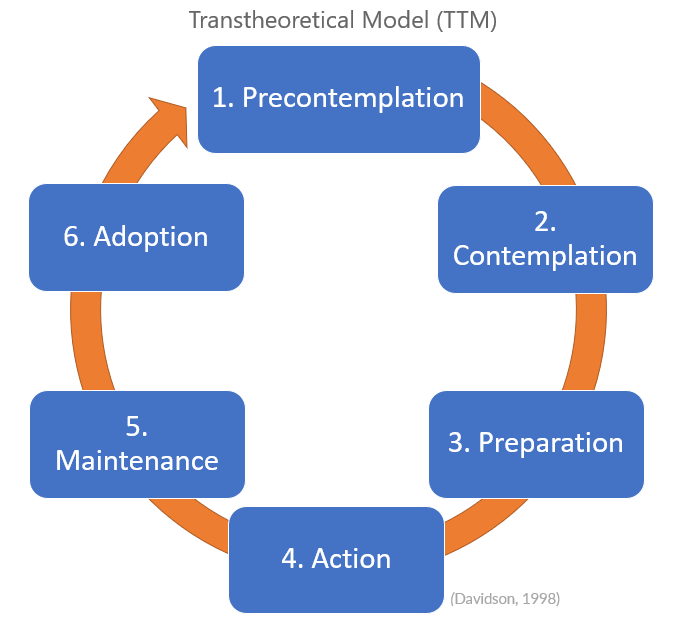 Transtheoretical Model (TTM)
1. Precontemplation
2.
Contemplation
3. Preparation
4. Action
5.
Maintenance
6. Adoption
(Davidson, 1998)